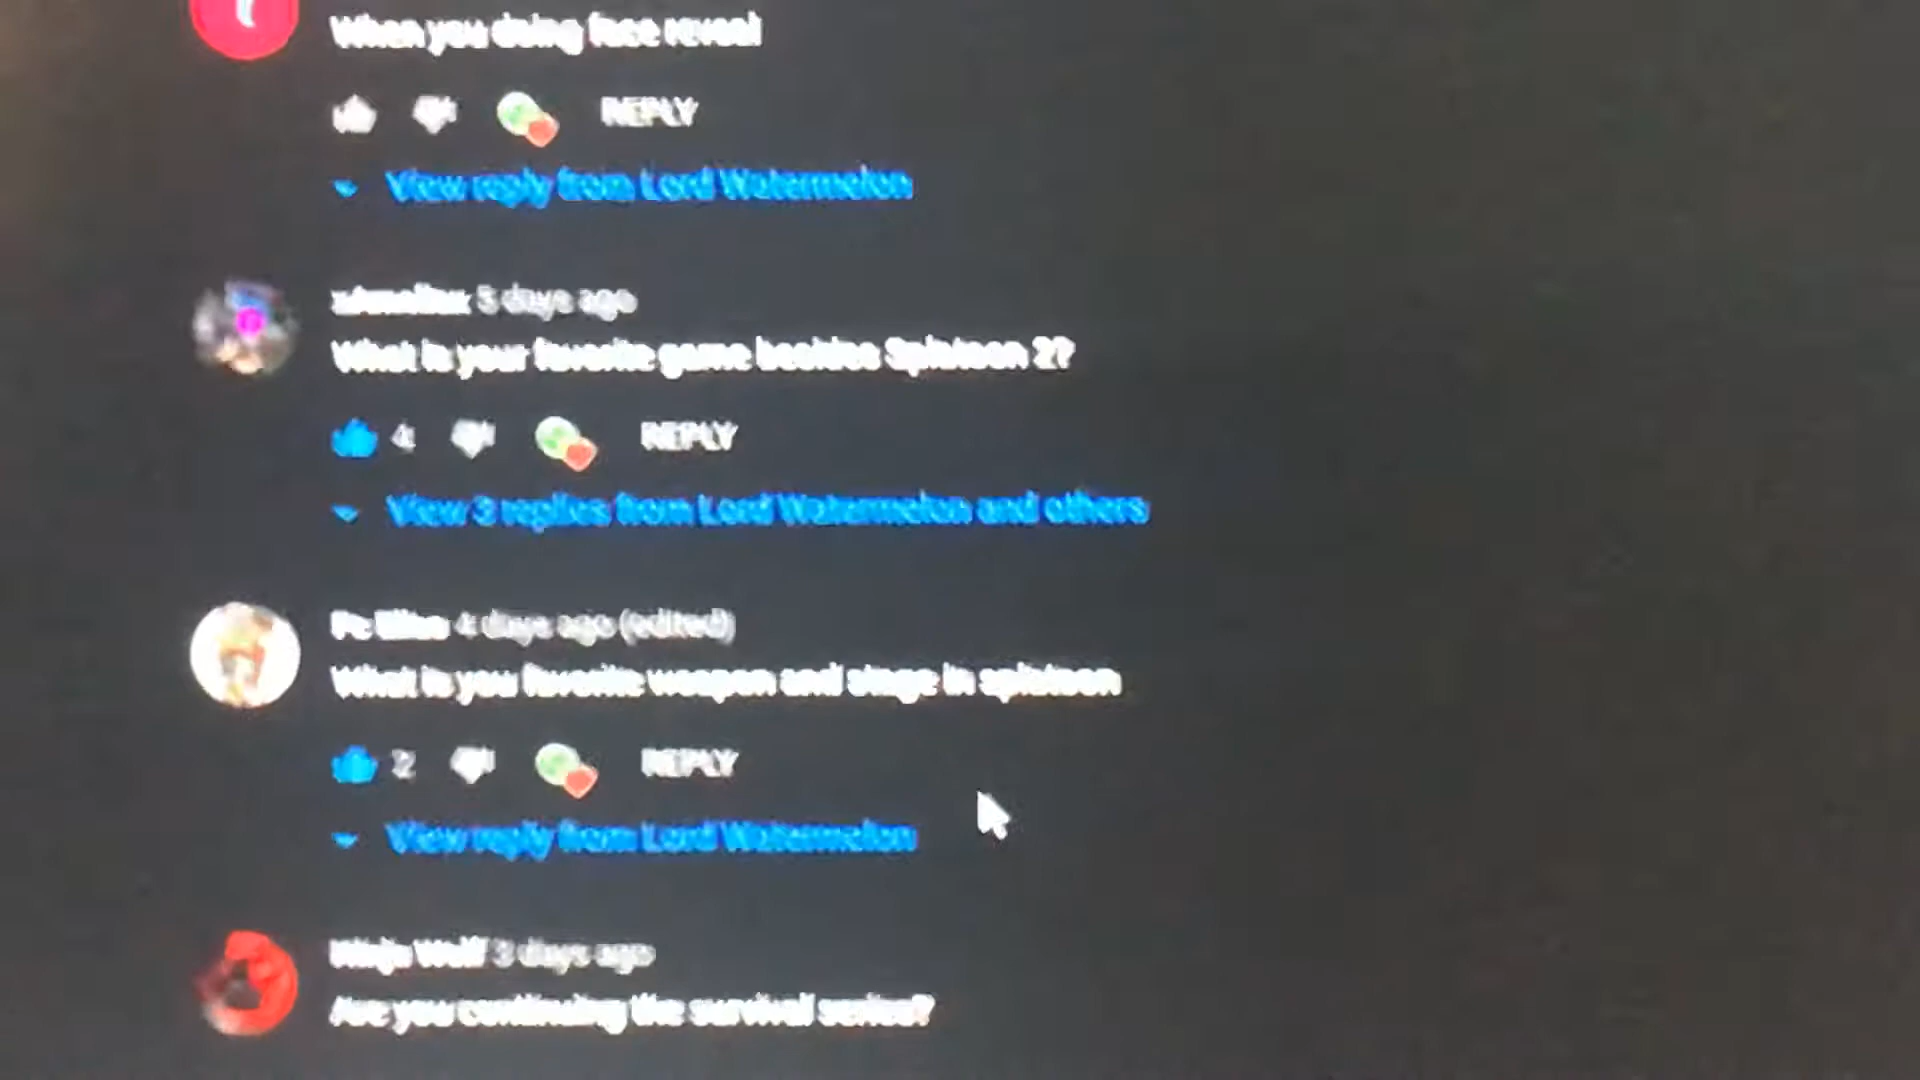 When you doing face reveal
REPLY
View reply from Lord Watermelon
5 days ago
What is your favorite game besides Splatoon 2?
4 REPLY
View 3 replies from Lord Watermelon and others
4 days ago (edited)
What is you favorite weapon and stage in splatoon
2 REPLY
View reply from Lord Watermelon
Ninja Wolf 3 days ago
Are you continuing the survival series?